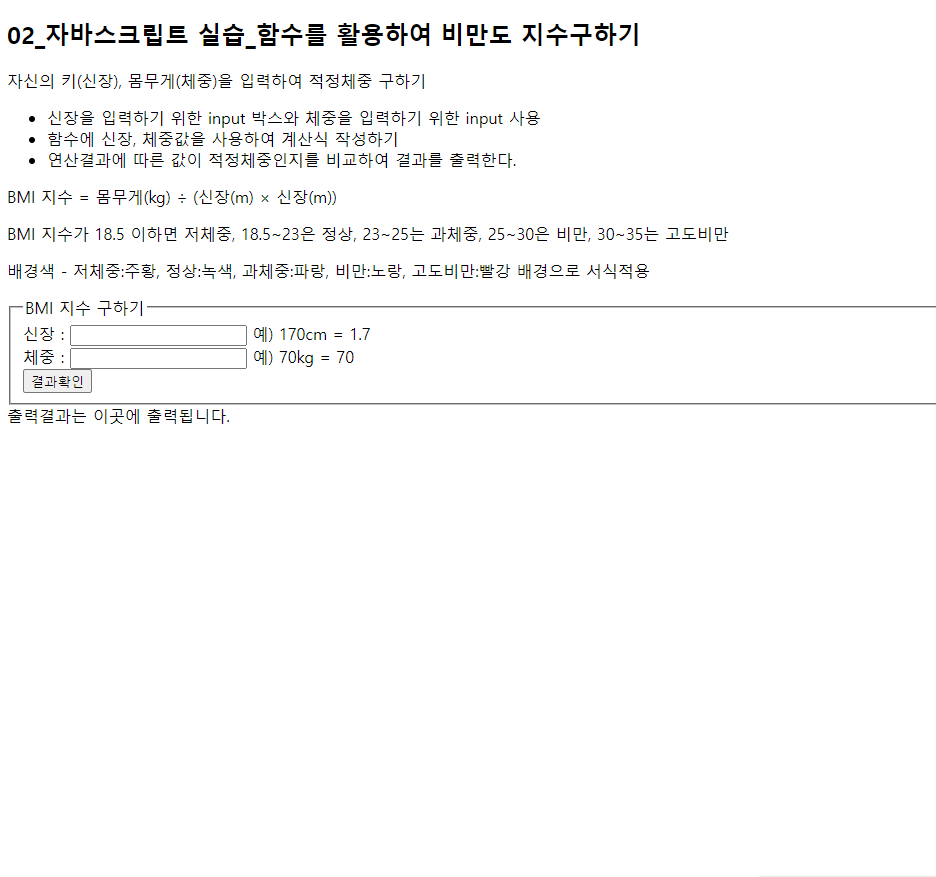 02_자바스크립트 실습_함수를 활용하여 비만도 지수구하기
자신의 키(신장), 몸무게(체중)을 입력하여 적정체중 구하기
• 신장을 입력하기 위한 input 박스와 체중을 입력하기 위한 input 사용
• 함수에 신장, 체중값을 사용하여 계산식 작성하기
• 연산결과에 따른 값이 적정체중인지를 비교하여 결과를 출력한다.
BMI 지수 = 몸무게(kg) ÷ (신장(m) × 신장(m))
BMI 지수가 18.5 이하면 저체중, 18.5~23은 정상, 23~25는 과체중, 25~30은 비만, 30~35는 고도비만
배경색 - 저체중:주황, 정상:녹색, 과체중:파랑, 비만:노랑, 고도비만:빨강 배경으로 서식적용
BMI 지수 구하기
신장 : 예) 170cm = 1.7
체중 : 예) 70kg = 70
결과확인
출력결과는 이곳에 출력됩니다.